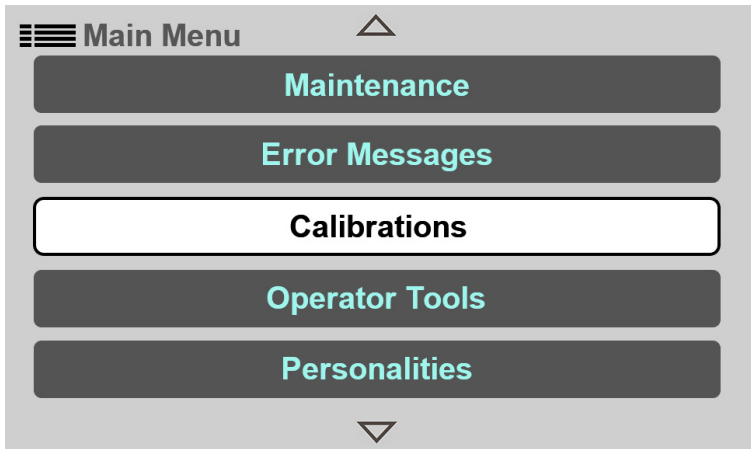 Main Menu
Maintenance
Error Messages
Calibrations
Operator Tools
Personalities